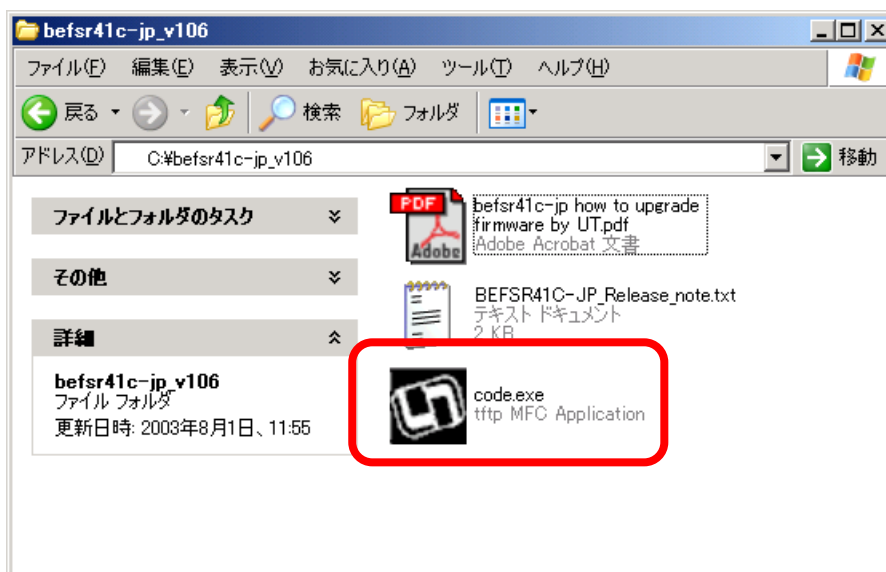 befsr41c-jp_v106
ファイル(F) 編集(E) 表示(V) お気に入り(A) ツール(T) ヘルプ(H)
戻る 検索 フォルダ
アドレス(D) C:¥befsr41c-jp_v106 移動
ファイルとフォルダのタスク
その他
詳細
befsr41c-jp_v106
ファイル フォルダ
更新日時: 2003年8月1日、11:55
PDF
Adobe
befsr41c-jp how to upgrade
firmware by UT.pdf
Adobe Acrobat 文書
BEFSR41C-JP_Release_note.txt
テキスト ドキュメント
2 KB
code.exe
tftp MFC Application